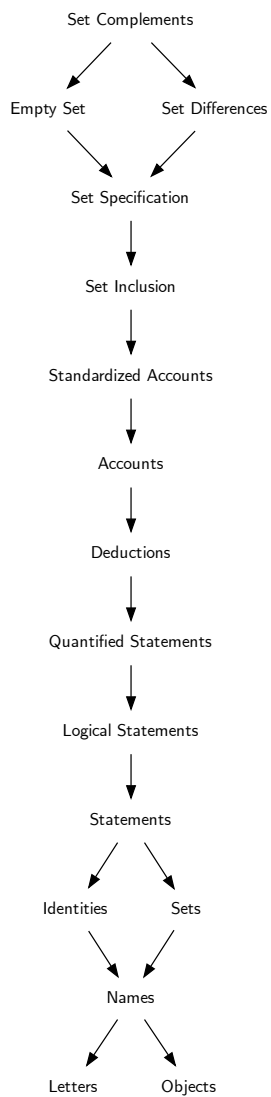 Set Complements
Empty Set
Set Differences
Set Specification
Set Inclusion
Standardized Accounts
Accounts
Deductions
Quantified Statements
Logical Statements
Statements
Identities
Sets
Names
Letters
Objects